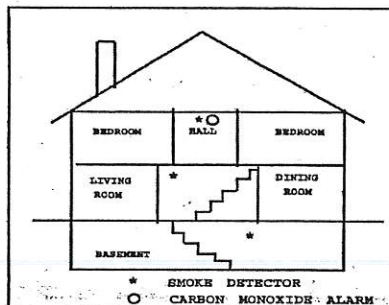 BEDROOM HALL BEDROOM
LIVING ROOM
DINING ROOM
BASEMENT
* SMOKE DETECTOR
O CARBON MONOXIDE ALARM